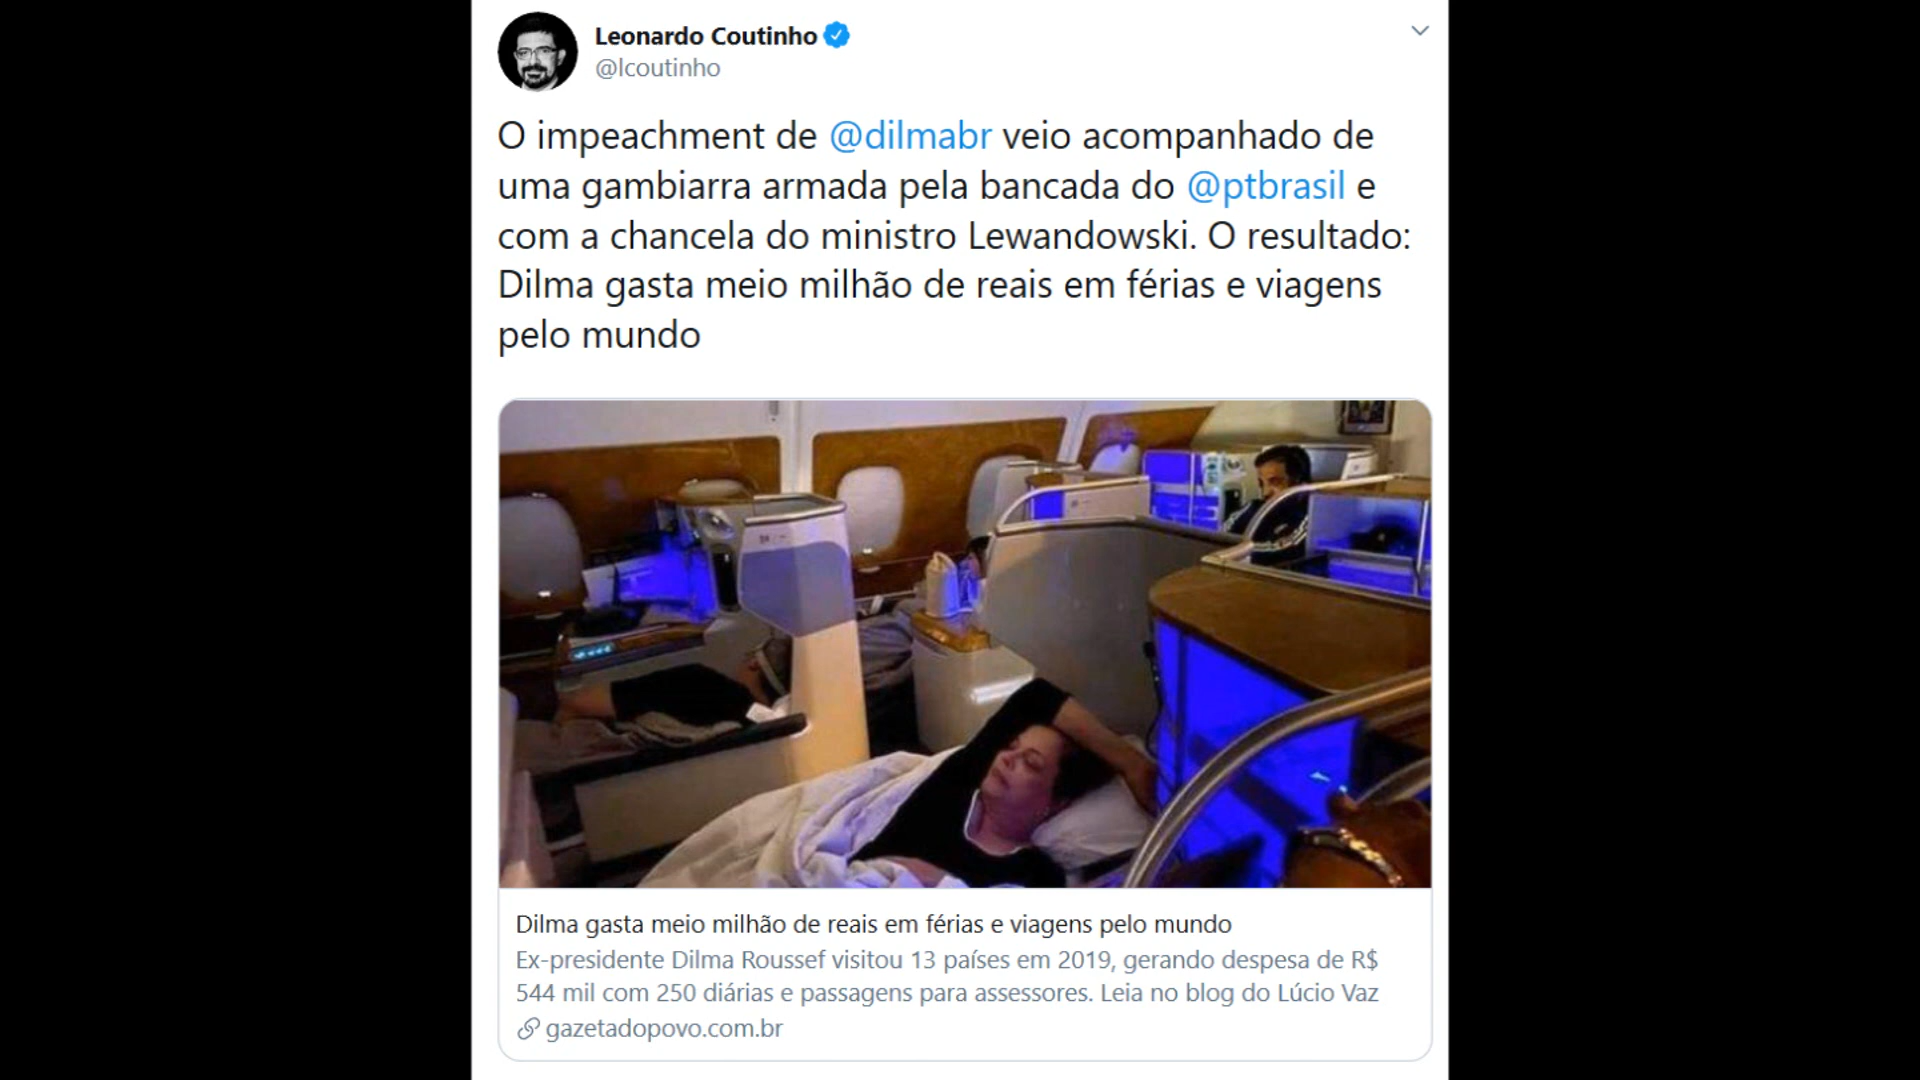 Leonardo Coutinho
@lcoutinho
O impeachment de @dilmabr veio acompanhado de
uma gambiarra armada pela bancada do @ptbrasil e
com a chancela do ministro Lewandowski. O resultado:
Dilma gasta meio milhão de reais em férias e viagens
pelo mundo
Dilma gasta meio milhão de reais em férias e viagens pelo mundo
Ex-presidente Dilma Roussef visitou 13 países em 2019, gerando despesa de R$
544 mil com 250 diárias e passagens para assessores. Leia no blog do Lúcio Vaz
gazetadopovo.com.br